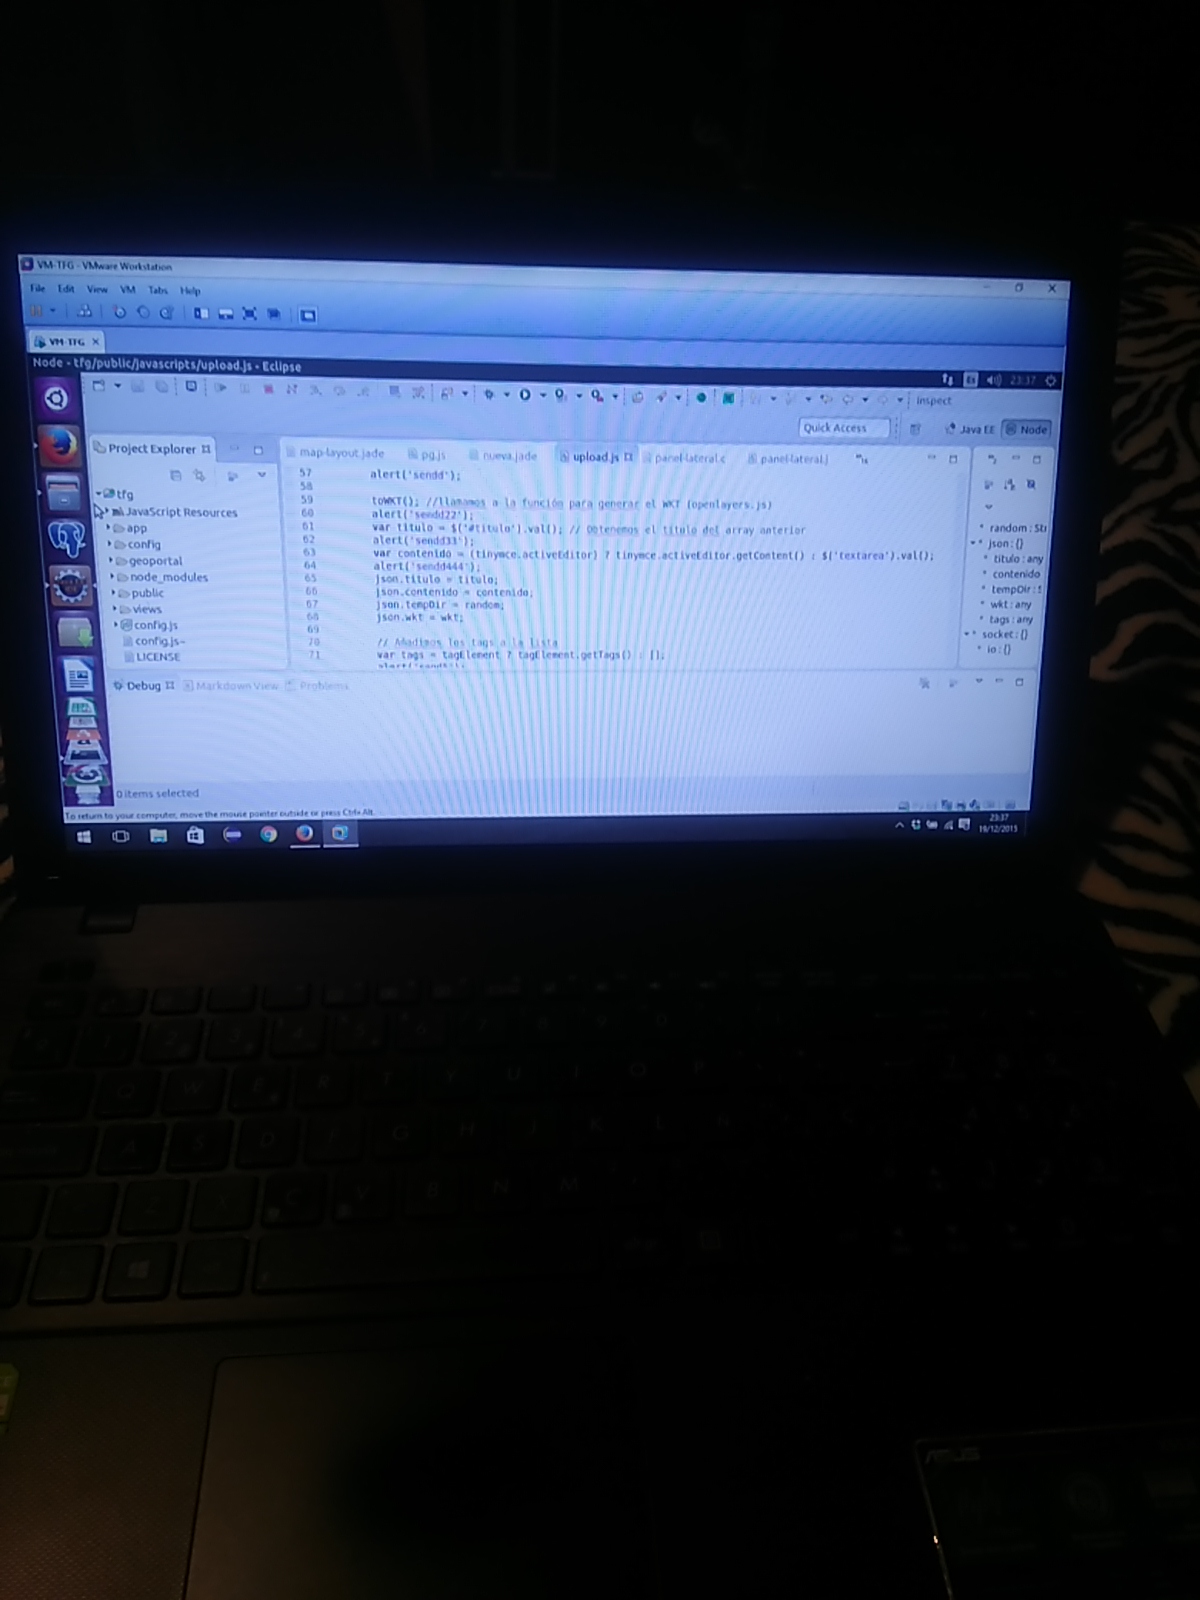 VM-TFG - VMware Workstation
File Edit View VM Tabs Help
VM-TFG
Node - tfg/public/javascripts/upload.js - Eclipse
23:37
Inspect
Quick Access
Java EE
Node
Project Explorer
map-layout.jade
pg.js
nueva.jade
upload.js
panel-lateral.c
panel-lateral.j
tfg
JavaScript Resources
app
config
geoportal
node_modules
public
views
config.js
config.js~
LICENSE
57 alert('sendd');
58
59 toWKT(); //llamamos a la función para generar el WKT (openlayers.js)
60 alert('sendd22');
61 var titulo = $('#titulo').val(); // Obtenemos el titulo del array anterior
62 alert('sendd33');
63 var contenido = (tinymce.activeEditor) ? tinymce.activeEditor.getContent() : $('textarea').val();
64 alert('sendd444');
65 json.titulo = titulo;
66 json.contenido = contenido;
67 json.tempDir = random;
68 json.wkt = wkt;
69
70 // Añadimos los tags a la lista
71 var tags = tagElement ? tagElement.getTags() : [];
random : Str
json : {}
titulo : any
contenido
tempDir : S
wkt : any
tags : any
socket : {}
io : {}
Debug
Markdown View
Problems
0 items selected
To return to your computer, move the mouse pointer outside or press Ctrl+Alt.
23:37
19/12/2015
ASUS